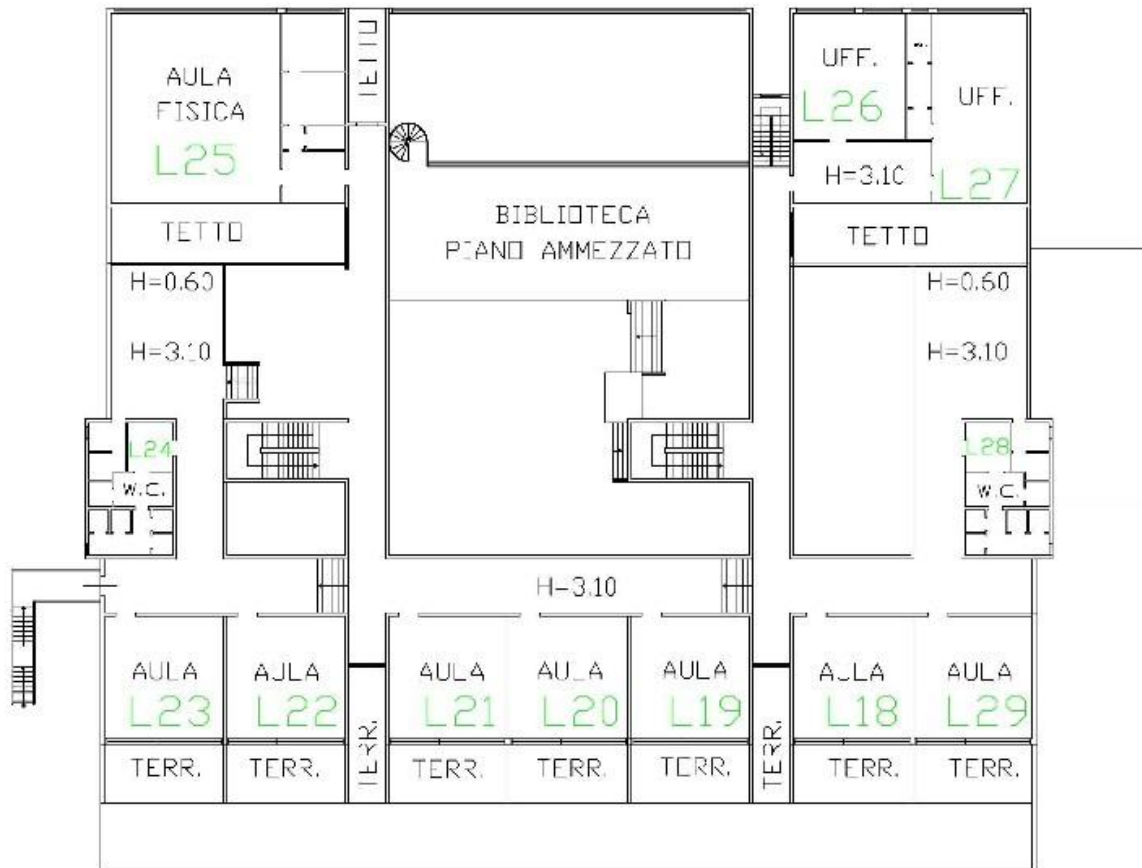 AULA
FISICA
L25
TETTO
UFF.
L26
UFF.
L27
H=3.10
BIBLIOTECA
PIANO AMMEZZATO
TETTO
TETTO
H=0.60
H=0.60
H=3.10
H=3.10
L24
W.C.
L28
W.C.
H=3.10
AULA
L23
AULA
L22
AULA
L21
AULA
L20
AULA
L19
AULA
L18
AULA
L29
TERR.
TERR.
TERR.
TERR.
TERR.
TERR.
TERR.
TERR.
TERR.